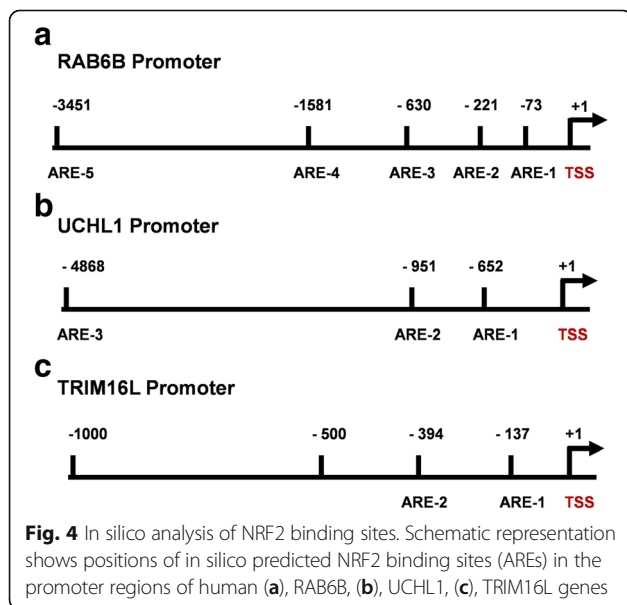 a
RAB6B Promoter
-3451 -1581 - 630 - 221 -73 +1
ARE-5 ARE-4 ARE-3 ARE-2 ARE-1 TSS
b
UCHL1 Promoter
- 4868 - 951 - 652 +1
ARE-3 ARE-2 ARE-1 TSS
c
TRIM16L Promoter
-1000 - 500 - 394 - 137 +1
ARE-2 ARE-1 TSS
Fig. 4 In silico analysis of NRF2 binding sites. Schematic representation
shows positions of in silico predicted NRF2 binding sites (AREs) in the
promoter regions of human (a), RAB6B, (b), UCHL1, (c), TRIM16L genes